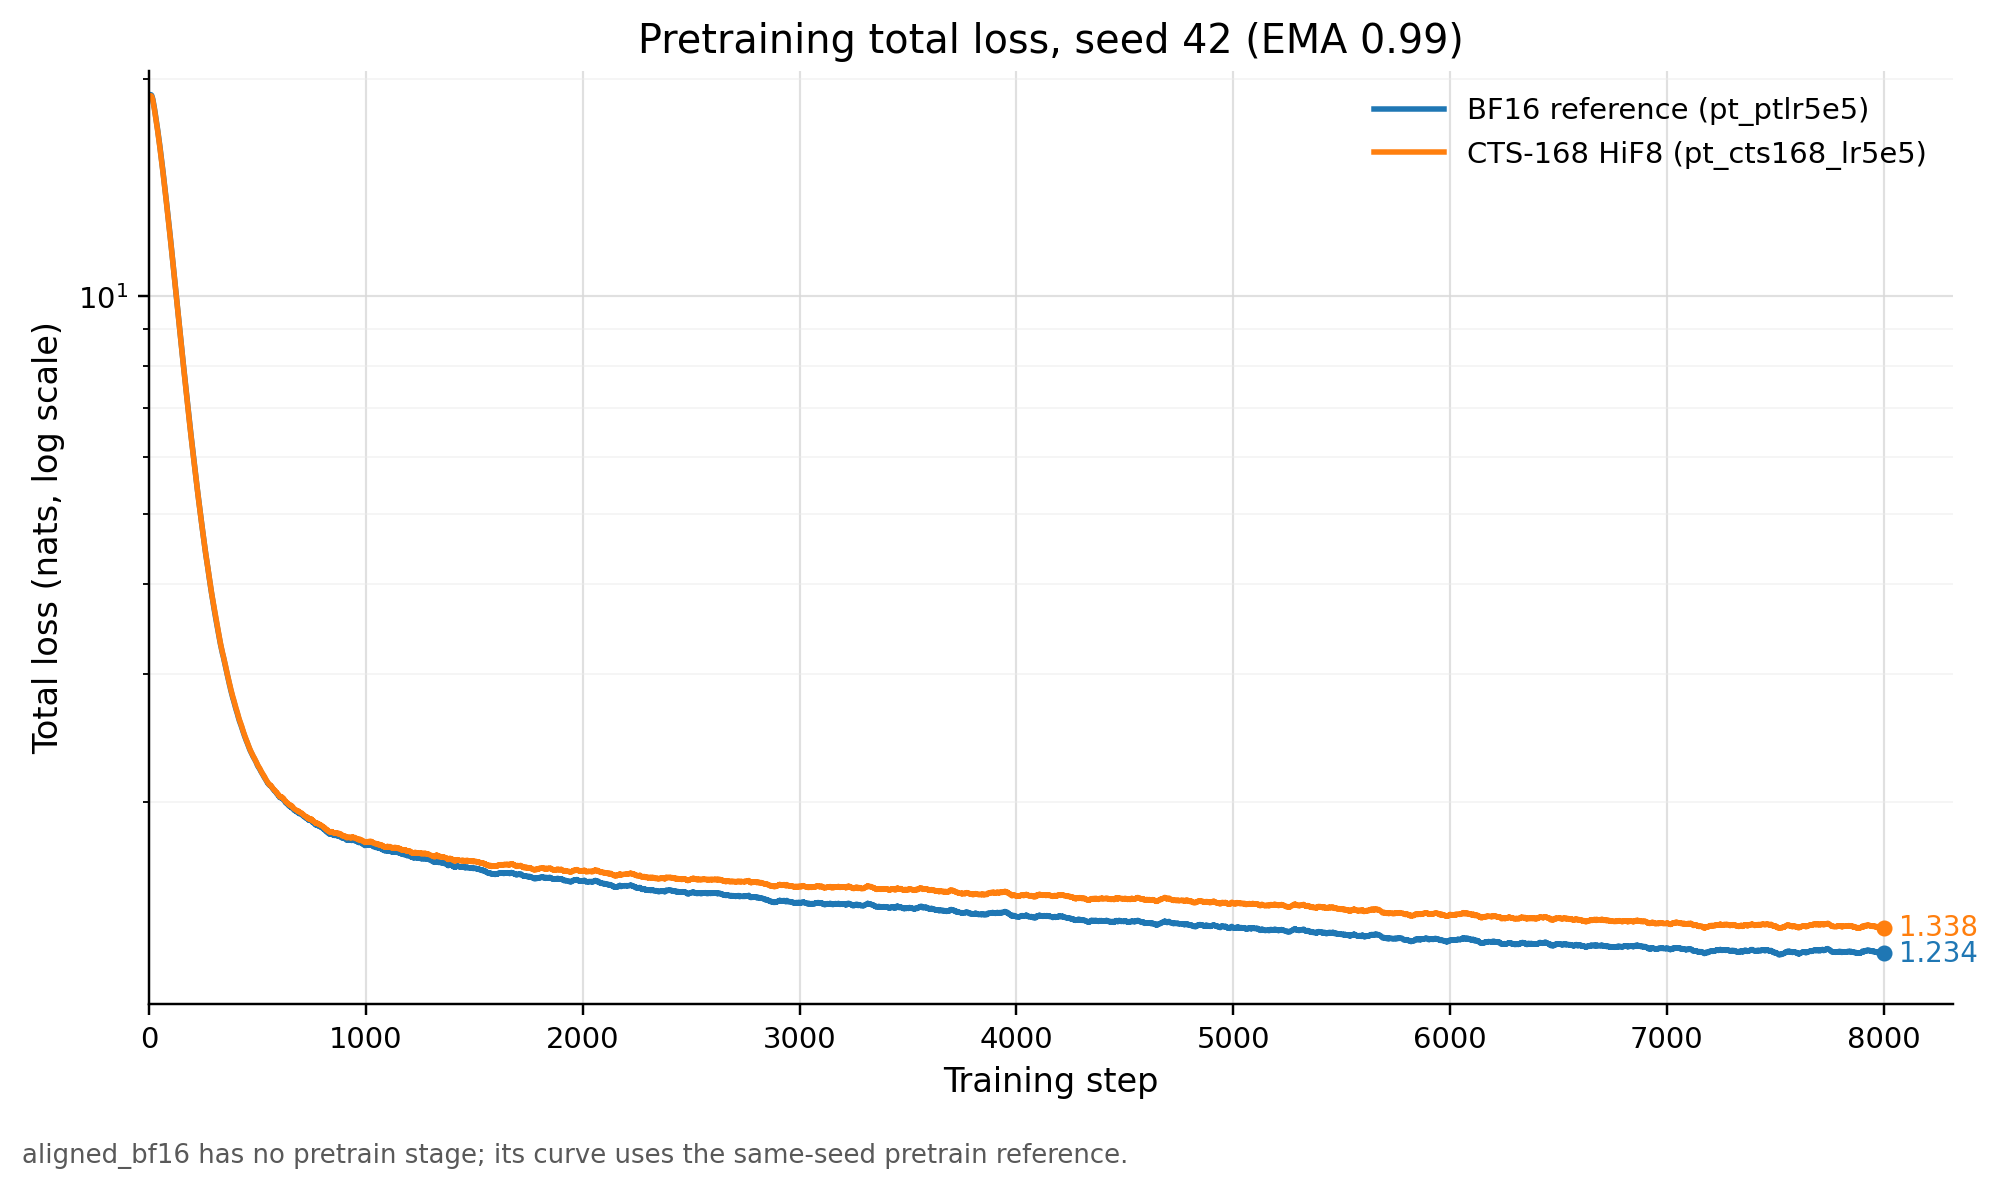 Pretraining total loss, seed 42 (EMA 0.99)
BF16 reference (pt_ptlr5e5)
CTS-168 HiF8 (pt_cts168_lr5e5)
10¹
Total loss (nats, log scale)
1.338
1.234
0 1000 2000 3000 4000 5000 6000 7000 8000
Training step
aligned_bf16 has no pretrain stage; its curve uses the same-seed pretrain reference.